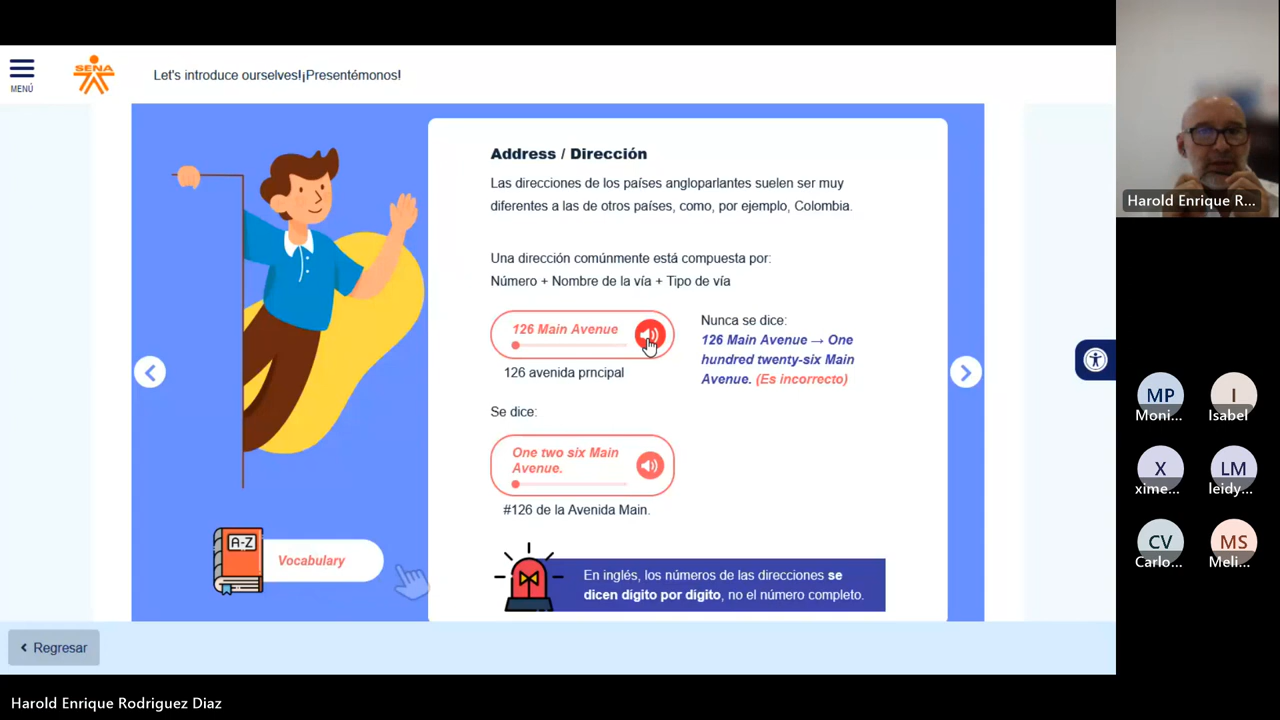 MENÚ
SENA
Let's introduce ourselves!¡Presentémonos!
Address / Dirección
Las direcciones de los países angloparlantes suelen ser muy
diferentes a las de otros países, como, por ejemplo, Colombia.
Una dirección comúnmente está compuesta por:
Número + Nombre de la vía + Tipo de vía
126 Main Avenue
126 avenida prncipal
Nunca se dice:
126 Main Avenue → One
hundred twenty-six Main
Avenue. (Es incorrecto)
Se dice:
One two six Main
Avenue.
#126 de la Avenida Main.
A-Z
Vocabulary
En inglés, los números de las direcciones se
dicen dígito por dígito, no el número completo.
Regresar
Harold Enrique R...
MP
Moni...
I
Isabel
X
xime...
LM
leidy...
CV
Carlo...
MS
Meli...
Harold Enrique Rodriguez Diaz